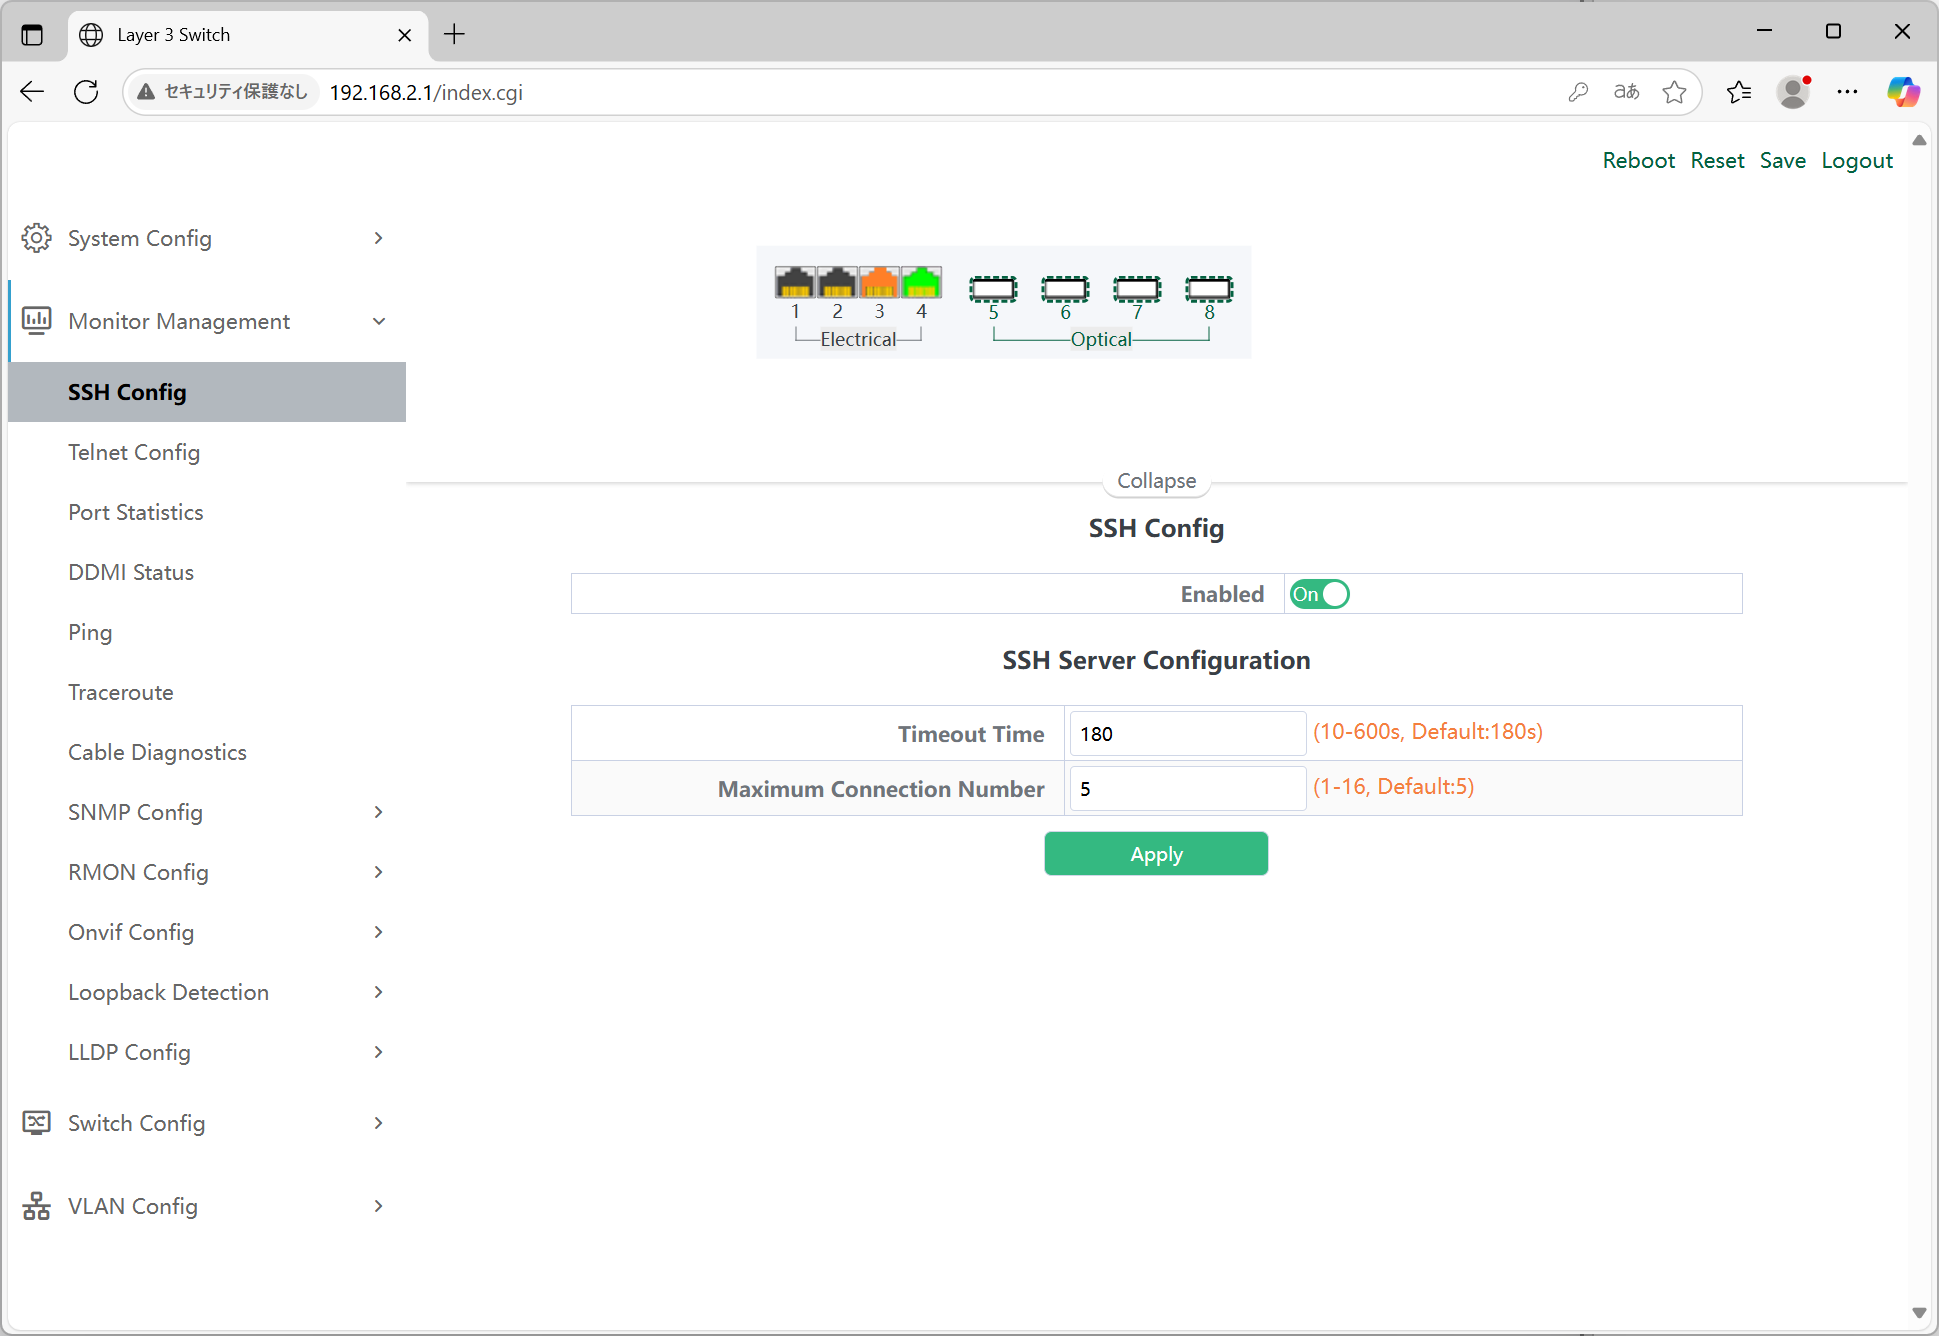 Layer 3 Switch
セキュリティ保護なし 192.168.2.1/index.cgi aあ
Reboot Reset Save Logout
System Config
Monitor Management
SSH Config
Telnet Config
Port Statistics
DDMI Status
Ping
Traceroute
Cable Diagnostics
SNMP Config
RMON Config
Onvif Config
Loopback Detection
LLDP Config
Switch Config
VLAN Config
1 2 3 4 5 6 7 8
Electrical Optical
Collapse
SSH Config
Enabled On
SSH Server Configuration
Timeout Time 180 (10-600s, Default:180s)
Maximum Connection Number 5 (1-16, Default:5)
Apply